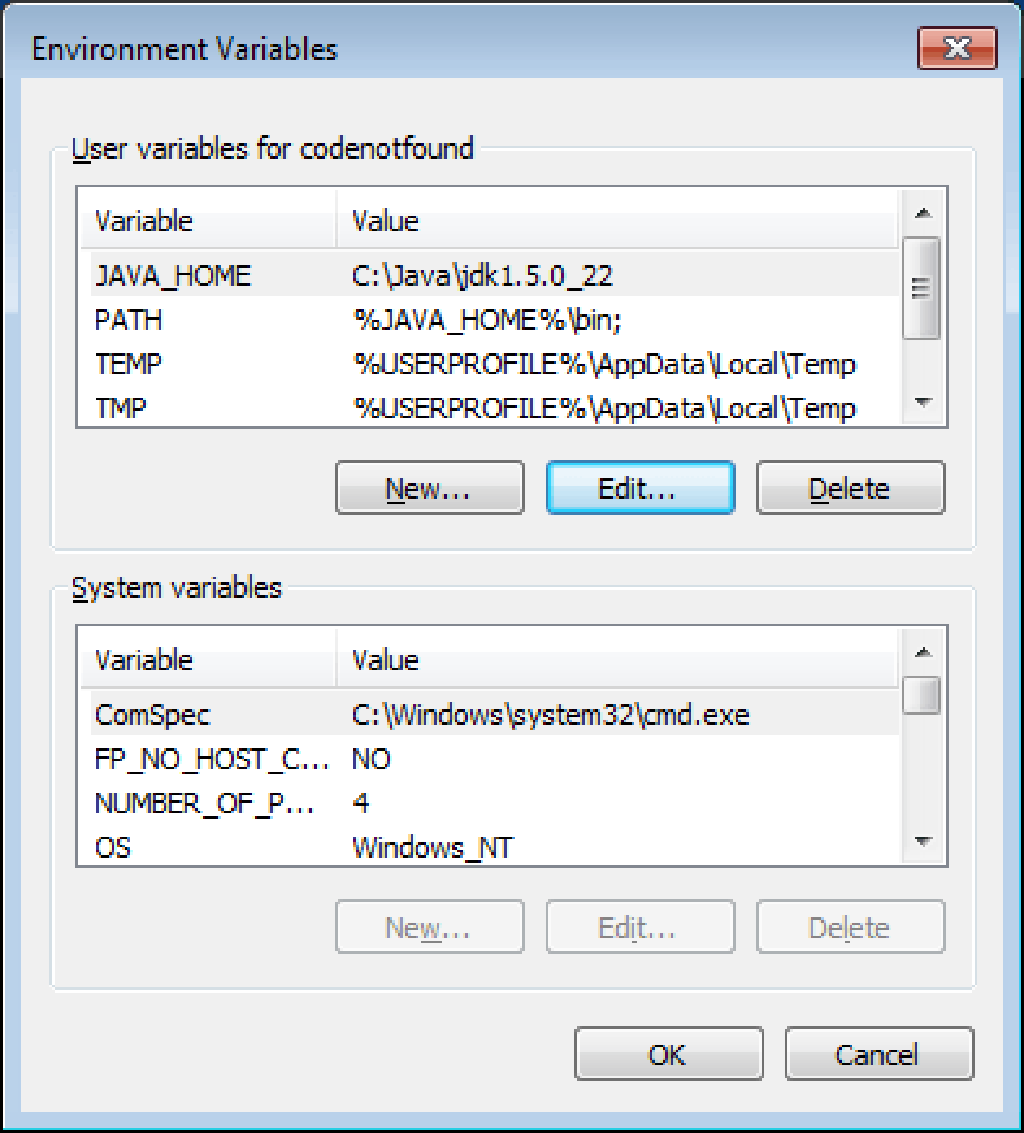 Environment Variables
User variables for codenotfound
Variable Value
JAVA_HOME C:\Java\jdk1.5.0_22
PATH %JAVA_HOME%\bin;
TEMP %USERPROFILE%\AppData\Local\Temp
TMP %USERPROFILE%\AppData\Local\Temp
New... Edit... Delete
System variables
Variable Value
ComSpec C:\Windows\system32\cmd.exe
FP_NO_HOST_C... NO
NUMBER_OF_P... 4
OS Windows_NT
New... Edit... Delete
OK Cancel